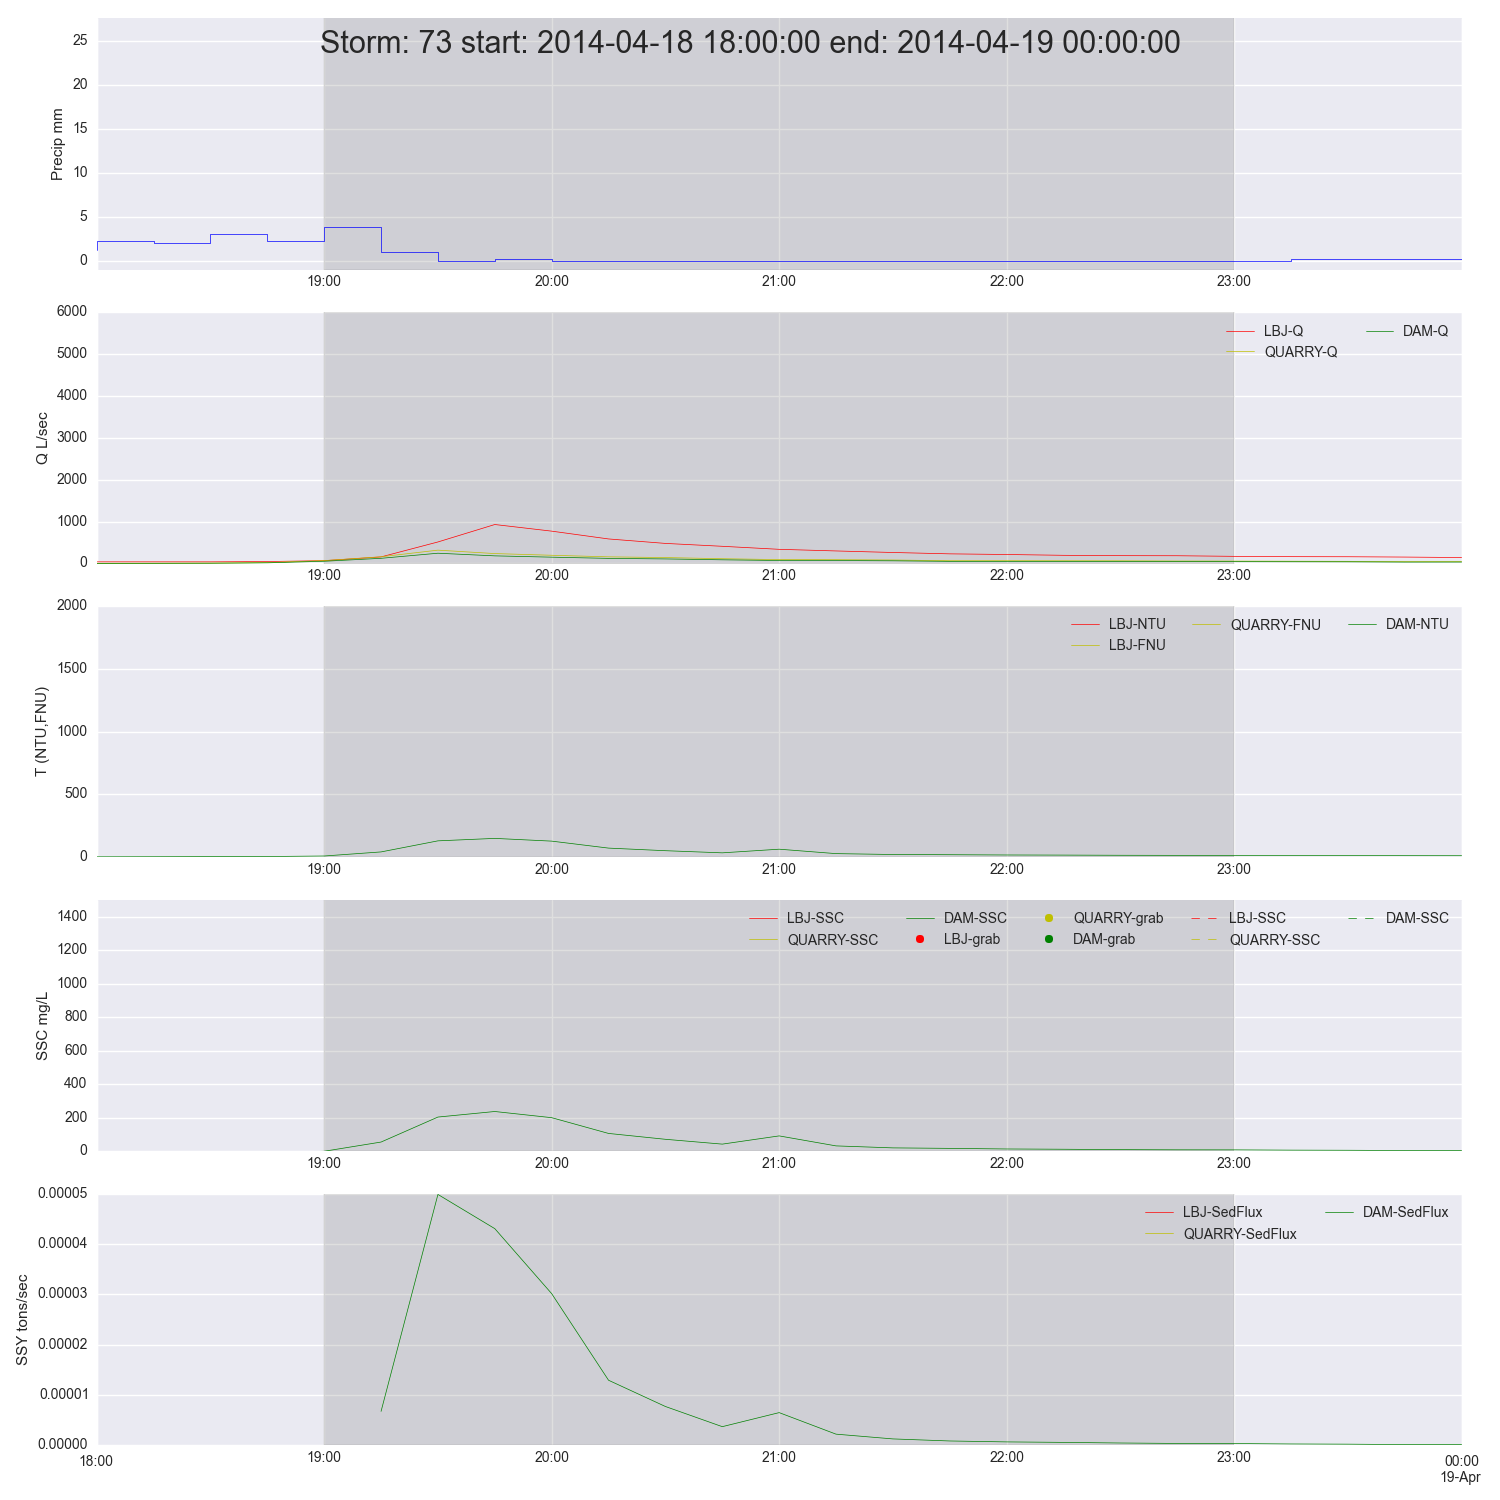 Storm: 73 start: 2014-04-18 18:00:00 end: 2014-04-19 00:00:00
Precip mm
25
20
15
10
5
0
19:00 20:00 21:00 22:00 23:00
Q L/sec
6000
5000
4000
3000
2000
1000
0
LBJ-Q DAM-Q
QUARRY-Q
19:00 20:00 21:00 22:00 23:00
T (NTU,FNU)
2000
1500
1000
500
0
LBJ-NTU QUARRY-FNU DAM-NTU
LBJ-FNU
19:00 20:00 21:00 22:00 23:00
SSC mg/L
1400
1200
1000
800
600
400
200
0
LBJ-SSC DAM-SSC QUARRY-grab LBJ-SSC DAM-SSC
QUARRY-SSC LBJ-grab DAM-grab QUARRY-SSC
19:00 20:00 21:00 22:00 23:00
SSY tons/sec
0.00005
0.00004
0.00003
0.00002
0.00001
0.00000
LBJ-SedFlux DAM-SedFlux
QUARRY-SedFlux
18:00 19:00 20:00 21:00 22:00 23:00 00:00
19-Apr